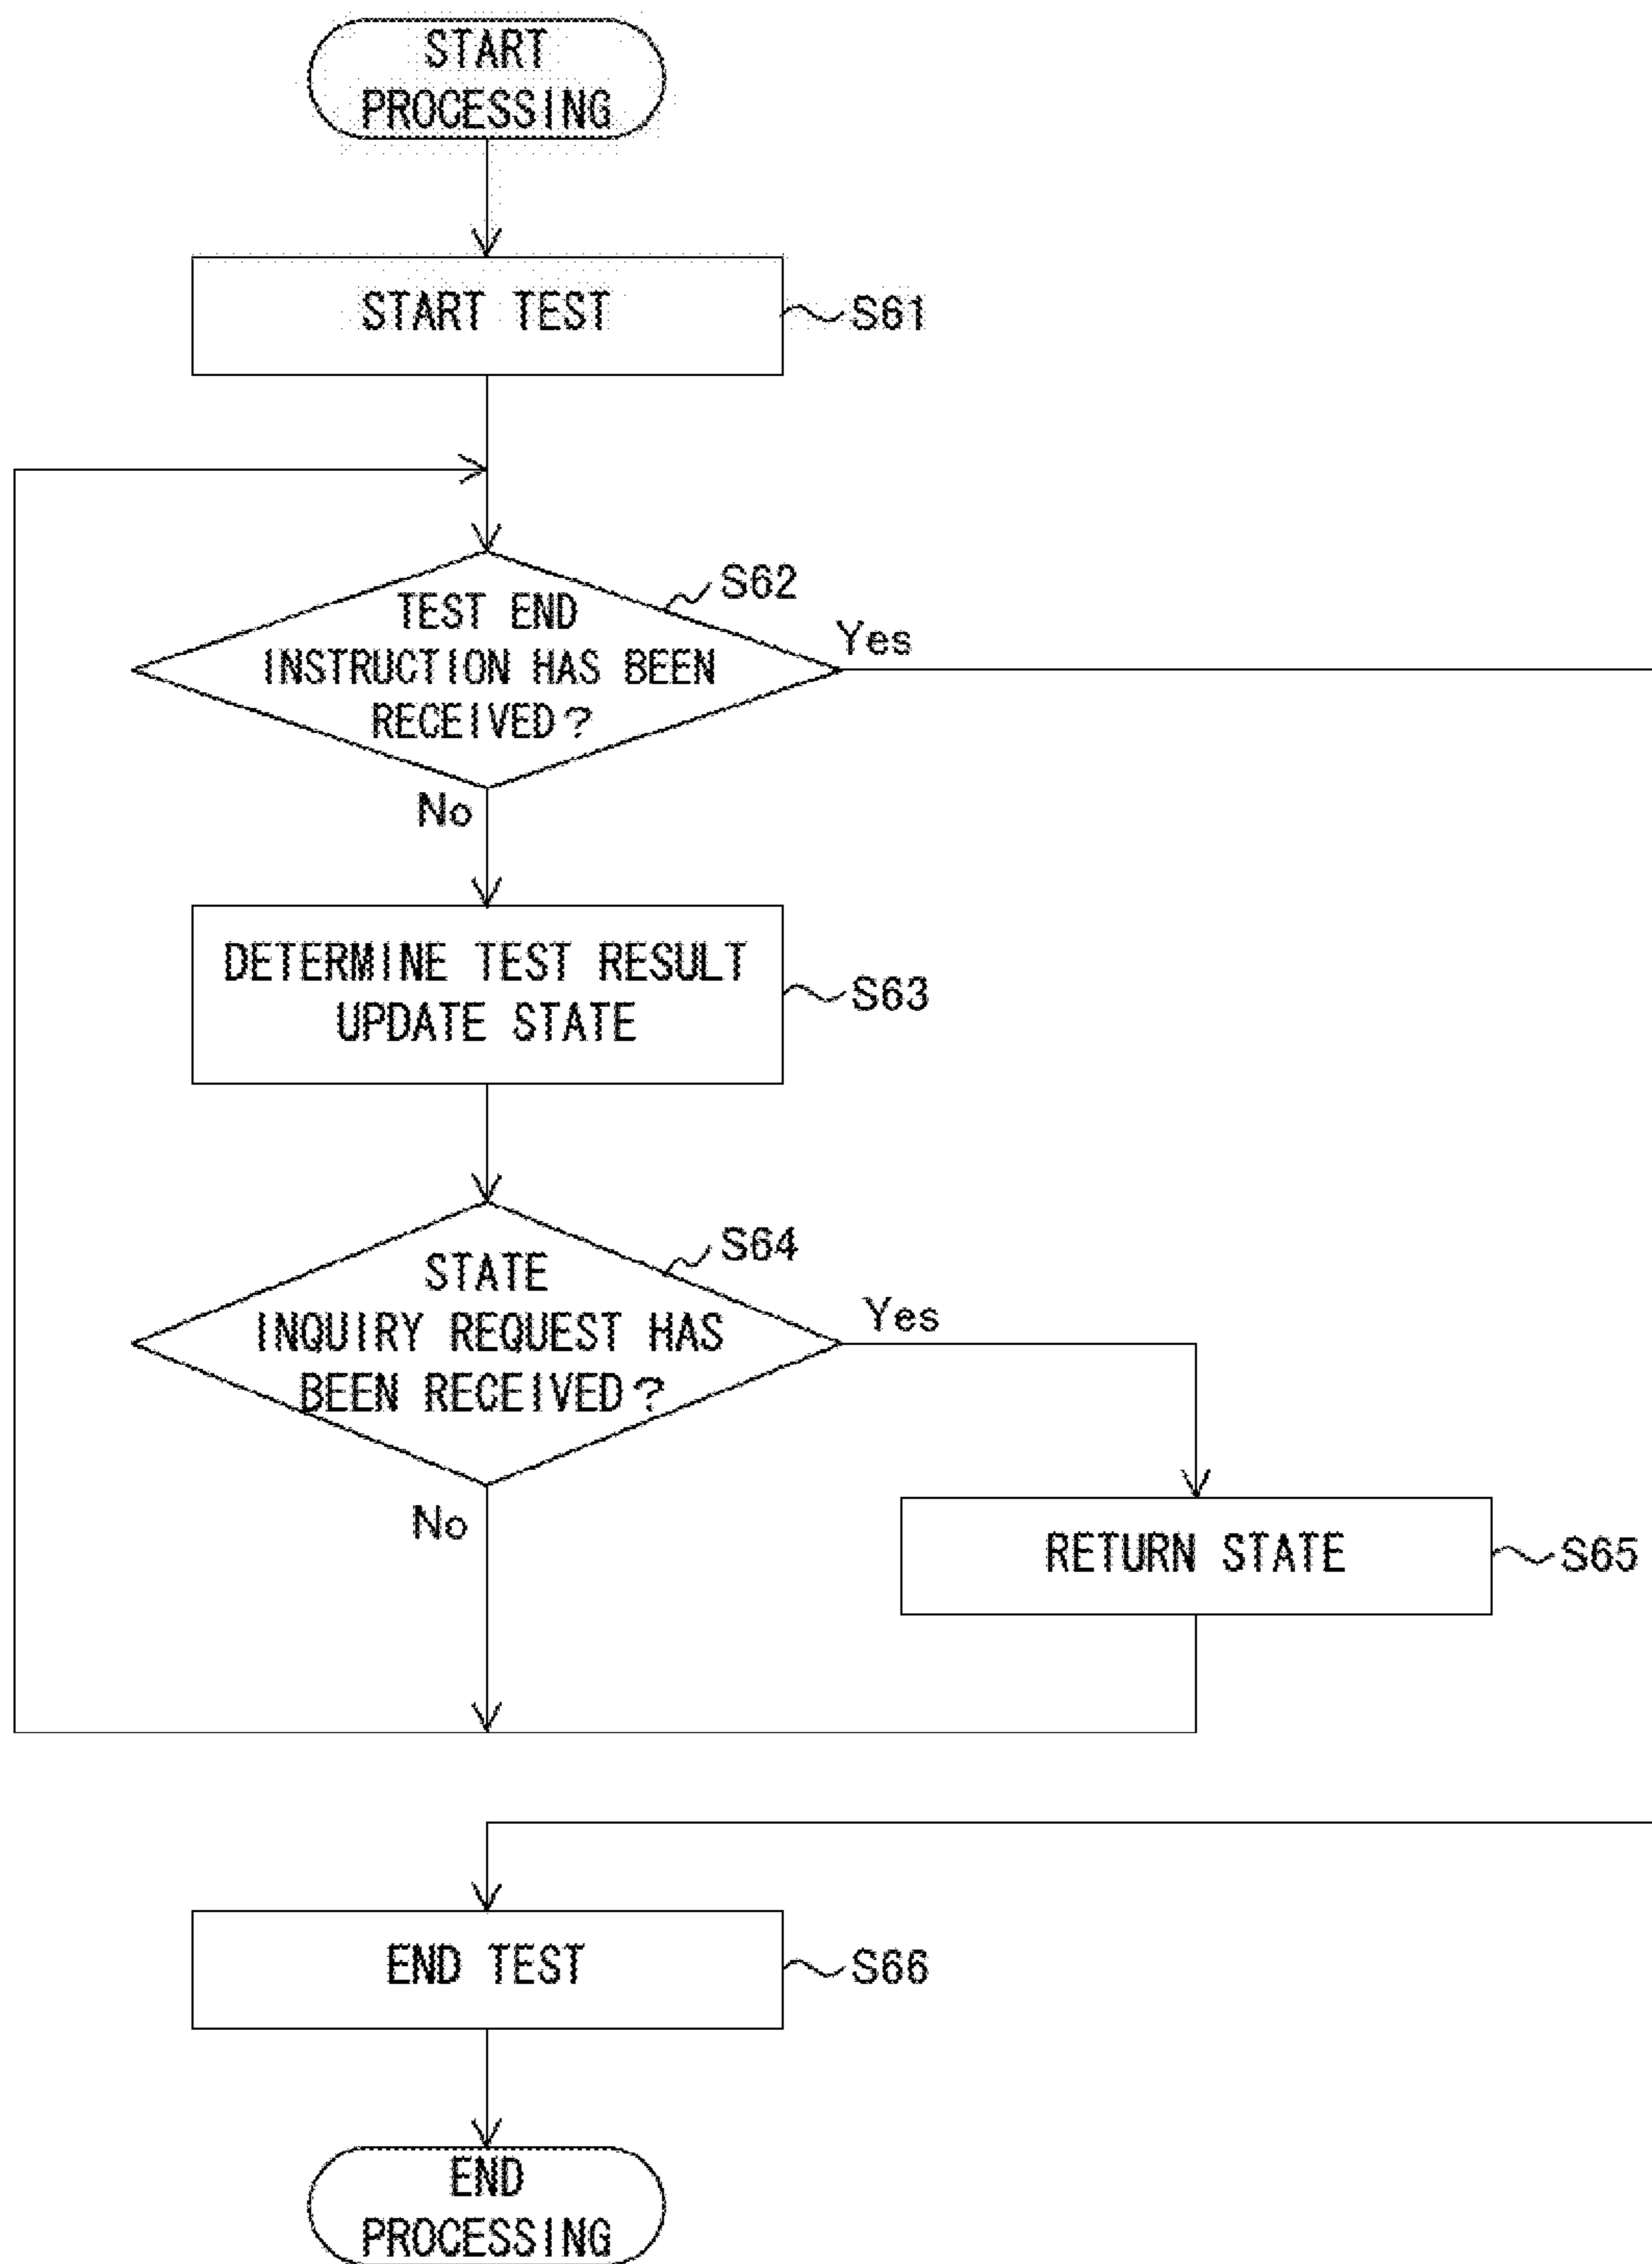 START
PROCESSING
START TEST
S61
S62
TEST END
INSTRUCTION HAS BEEN
RECEIVED?
Yes
No
DETERMINE TEST RESULT
UPDATE STATE
S63
S64
STATE
INQUIRY REQUEST HAS
BEEN RECEIVED?
Yes
No
RETURN STATE
S65
END TEST
S66
END
PROCESSING